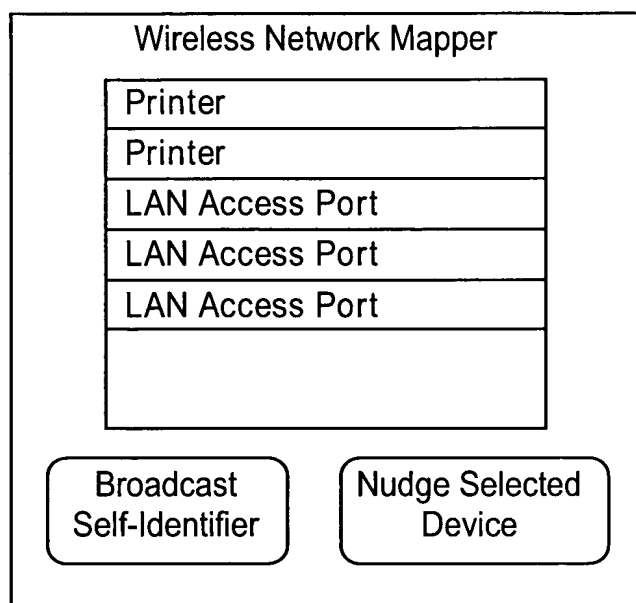 Wireless Network Mapper
Printer
Printer
LAN Access Port
LAN Access Port
LAN Access Port
Broadcast
Self-Identifier
Nudge Selected
Device